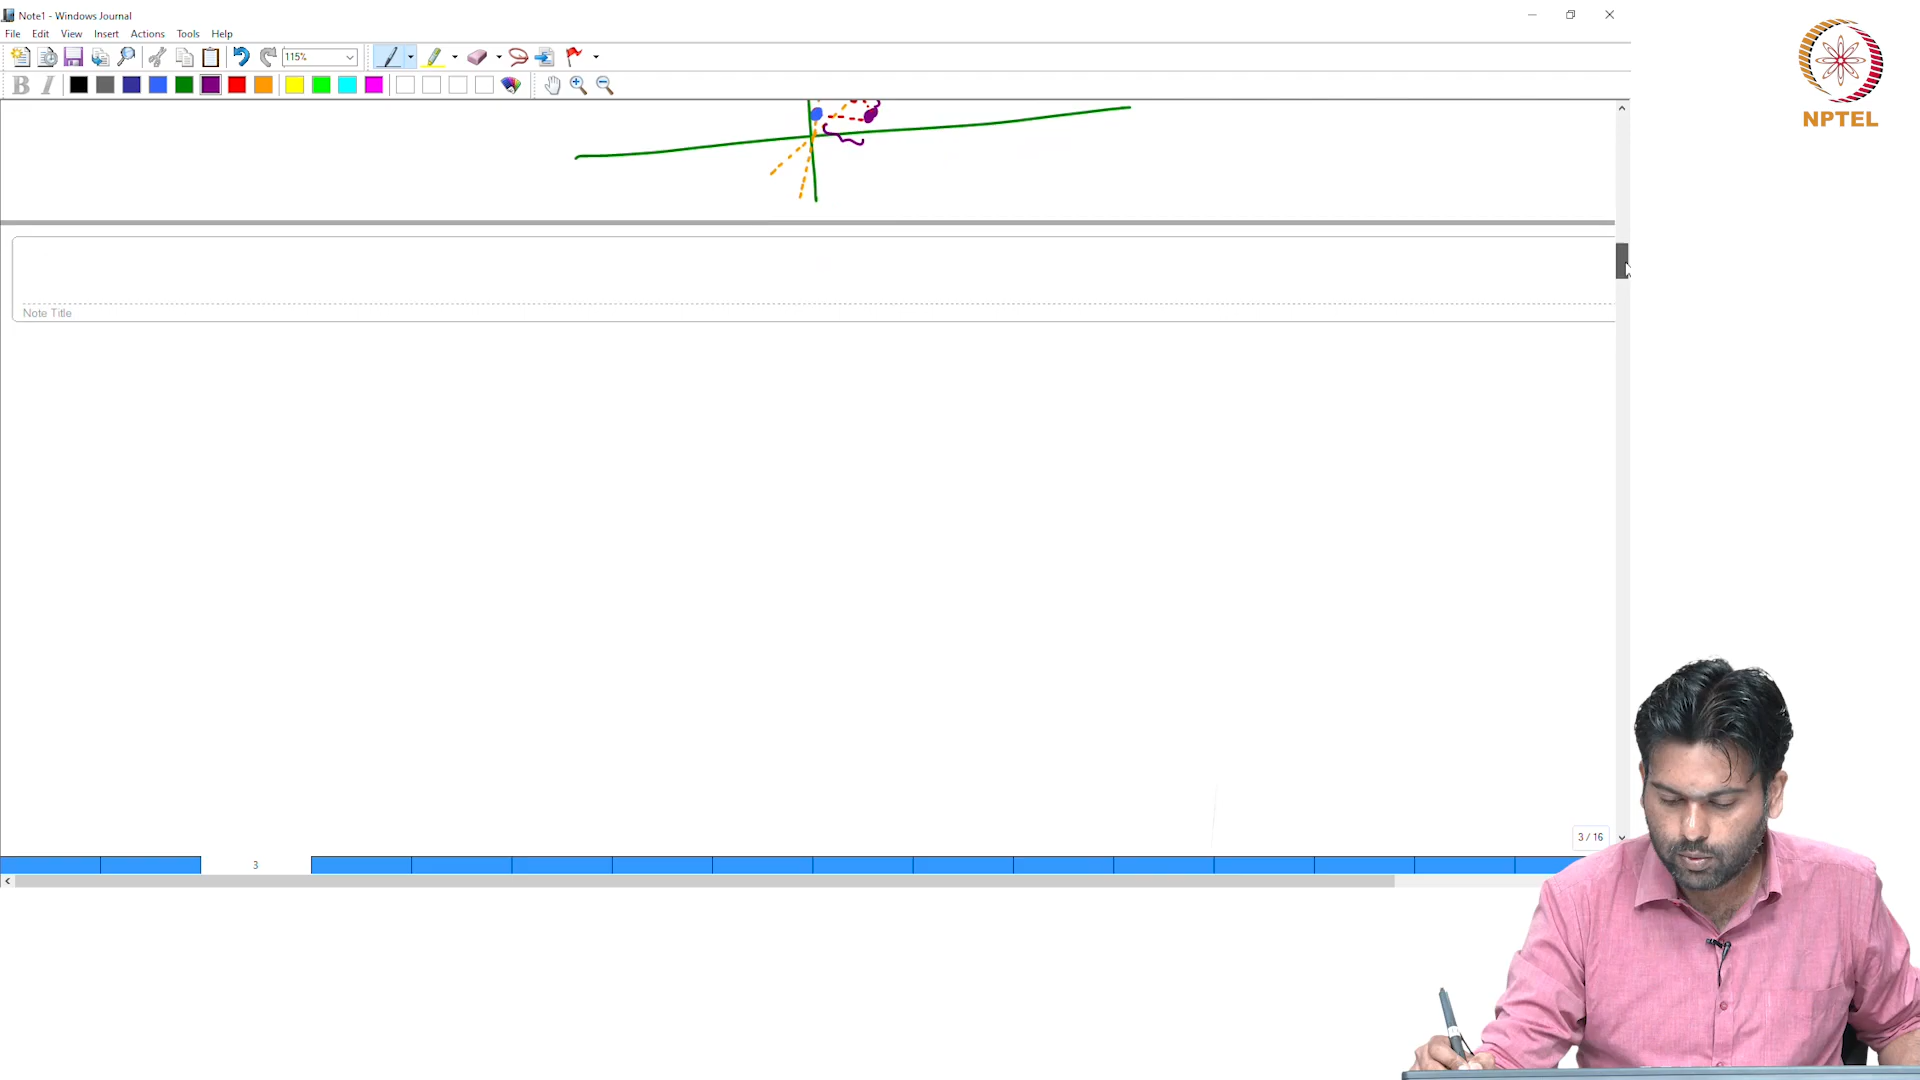 Note1 - Windows Journal
File Edit View Insert Actions Tools Help
115%
B I
NPTEL
Note Title
3 / 16
3